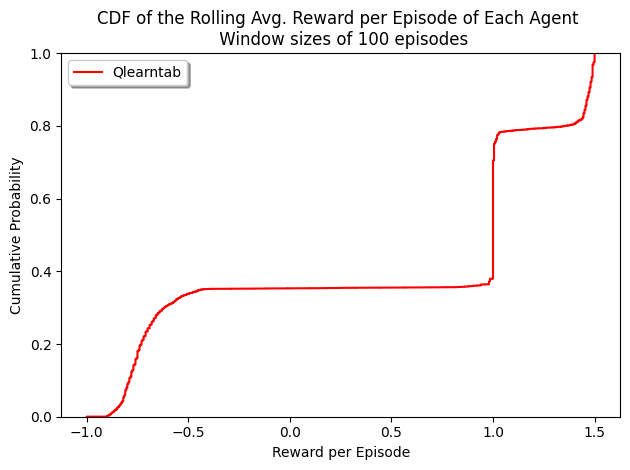 CDF of the Rolling Avg. Reward per Episode of Each Agent
Window sizes of 100 episodes
Qlearntab
1.0
0.8
0.6
0.4
0.2
0.0
Cumulative Probability
−1.0 −0.5 0.0 0.5 1.0 1.5
Reward per Episode